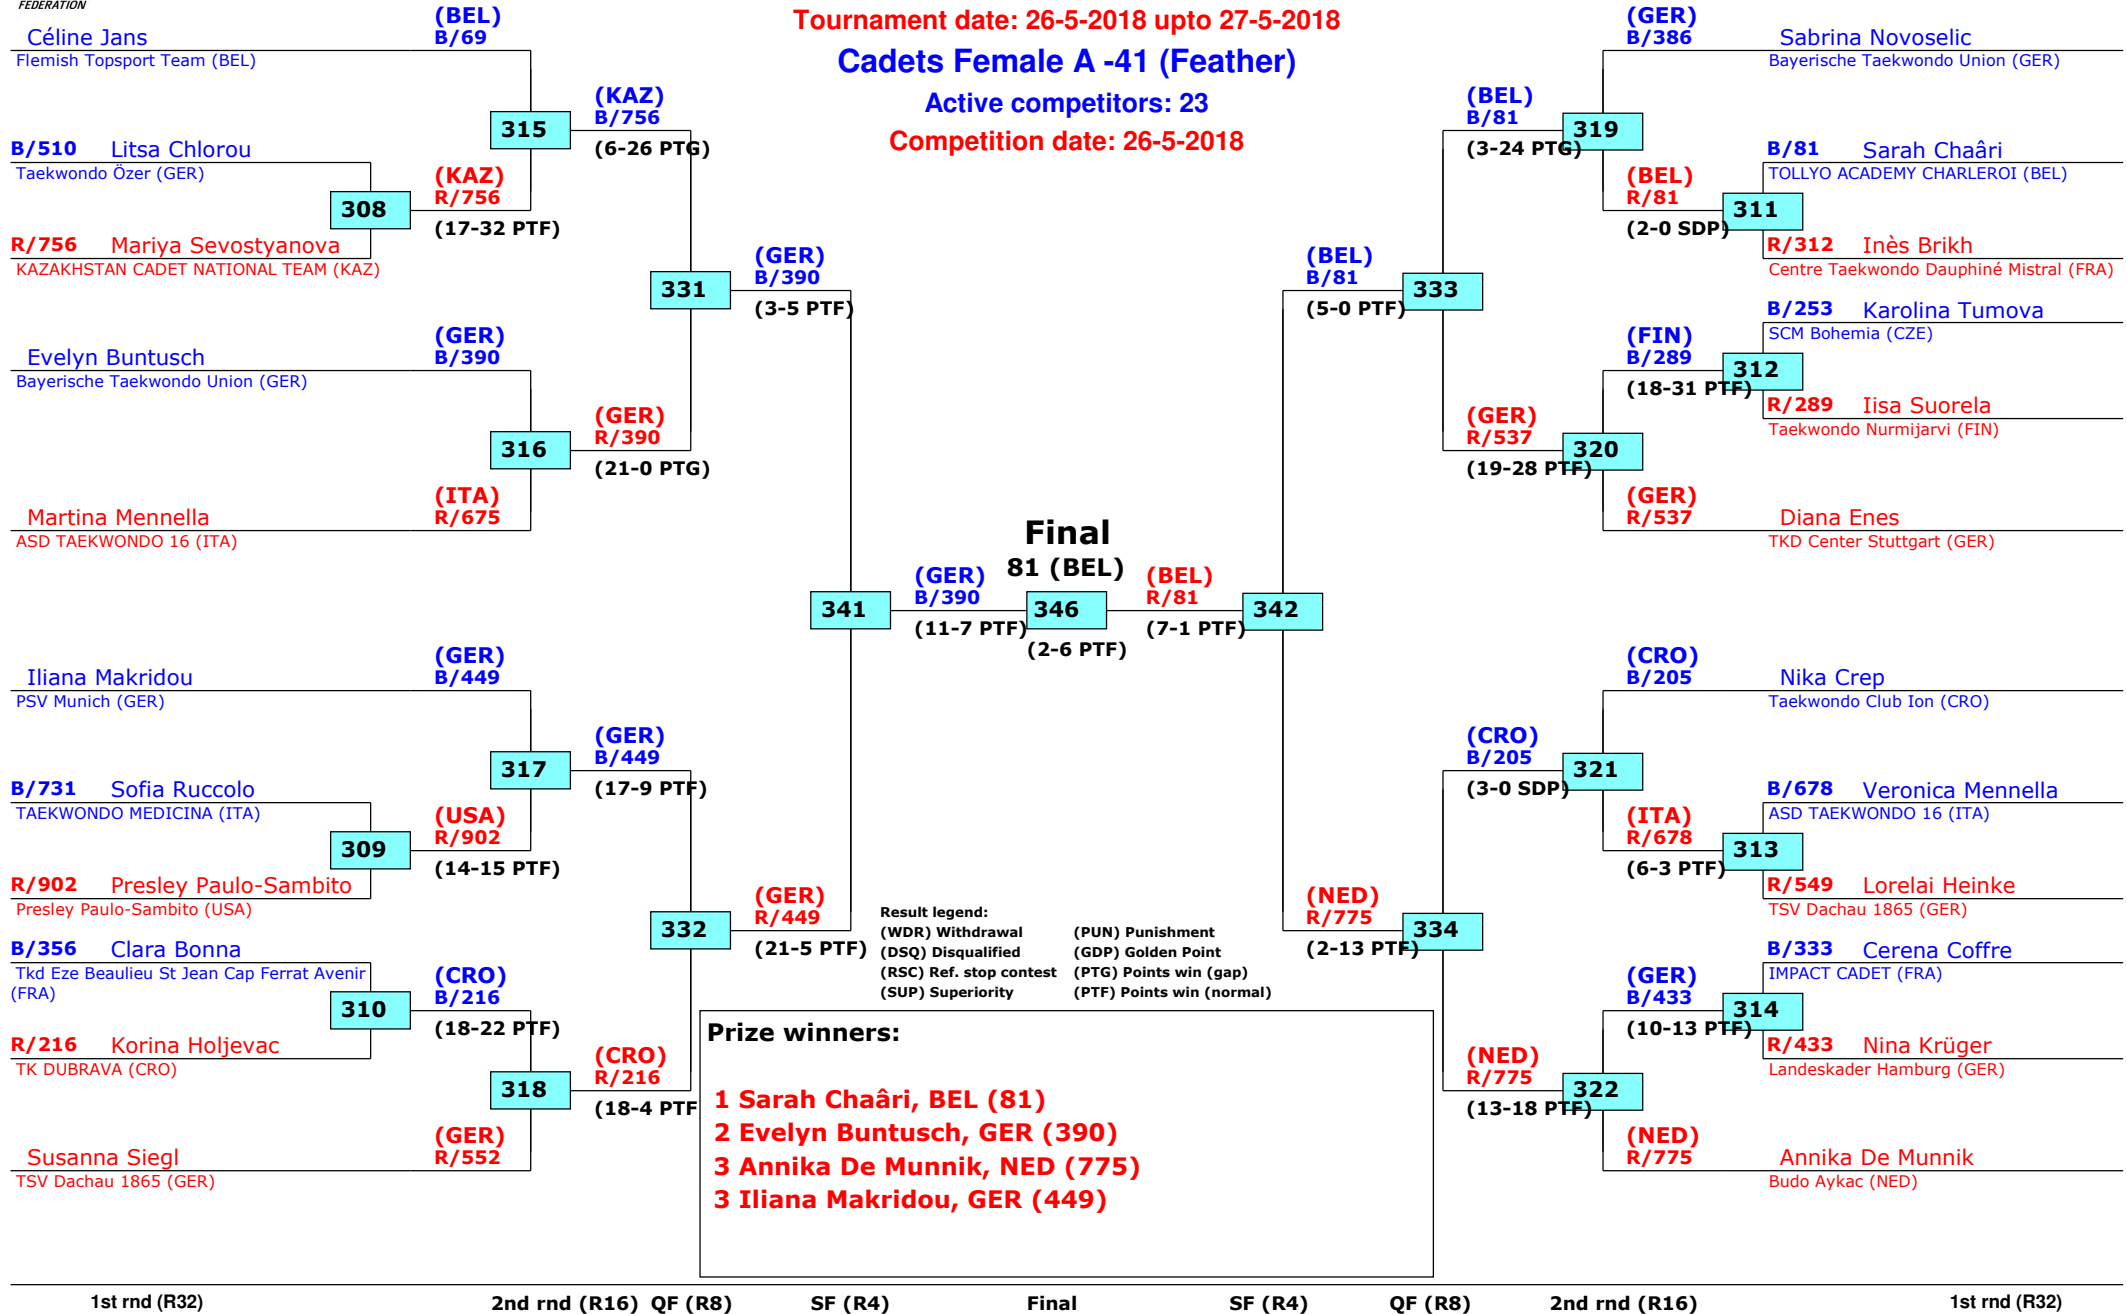 FEDERATION
Tournament date: 26-5-2018 upto 27-5-2018
Cadets Female A -41 (Feather)
Active competitors: 23
Competition date: 26-5-2018
Céline Jans
Flemish Topsport Team (BEL)
(BEL)
B/69
315
(KAZ)
B/756
(6-26 PTG)
B/510 Litsa Chlorou
Taekwondo Özer (GER)
308
(KAZ)
R/756
(17-32 PTF)
R/756 Mariya Sevostyanova
KAZAKHSTAN CADET NATIONAL TEAM (KAZ)
331
(GER)
B/390
(3-5 PTF)
Evelyn Buntusch
Bayerische Taekwondo Union (GER)
(GER)
B/390
316
(GER)
R/390
(21-0 PTG)
Martina Mennella
ASD TAEKWONDO 16 (ITA)
(ITA)
R/675
341
(GER)
B/390
(11-7 PTF)
Final
81 (BEL)
346
(2-6 PTF)
(BEL)
R/81
(7-1 PTF)
342
Iliana Makridou
PSV Munich (GER)
(GER)
B/449
317
(GER)
B/449
(17-9 PTF)
B/731 Sofia Ruccolo
TAEKWONDO MEDICINA (ITA)
309
(USA)
R/902
(14-15 PTF)
R/902 Presley Paulo-Sambito
Presley Paulo-Sambito (USA)
332
(GER)
R/449
(21-5 PTF)
B/356 Clara Bonna
Tkd Eze Beaulieu St Jean Cap Ferrat Avenir
(FRA)
310
(CRO)
B/216
(18-22 PTF)
R/216 Korina Holjevac
TK DUBRAVA (CRO)
318
(CRO)
R/216
(18-4 PTF
Susanna Siegl
TSV Dachau 1865 (GER)
(GER)
R/552
(GER)
B/386
Sabrina Novoselic
Bayerische Taekwondo Union (GER)
(BEL)
B/81
(3-24 PTG)
319
B/81 Sarah Chaâri
TOLLYO ACADEMY CHARLEROI (BEL)
(BEL)
R/81
(2-0 SDP)
311
R/312 Inès Brikh
Centre Taekwondo Dauphiné Mistral (FRA)
(BEL)
B/81
(5-0 PTF)
333
B/253 Karolina Tumova
SCM Bohemia (CZE)
(FIN)
B/289
(18-31 PTF)
312
R/289 Iisa Suorela
Taekwondo Nurmijarvi (FIN)
(GER)
R/537
(19-28 PTF)
320
(GER)
R/537
Diana Enes
TKD Center Stuttgart (GER)
(CRO)
B/205
Nika Crep
Taekwondo Club Ion (CRO)
(CRO)
B/205
(3-0 SDP)
321
B/678 Veronica Mennella
ASD TAEKWONDO 16 (ITA)
(ITA)
R/678
(6-3 PTF)
313
R/549 Lorelai Heinke
TSV Dachau 1865 (GER)
(NED)
R/775
(2-13 PTF)
334
B/333 Cerena Coffre
IMPACT CADET (FRA)
(GER)
B/433
(10-13 PTF)
314
R/433 Nina Krüger
Landeskader Hamburg (GER)
(NED)
R/775
(13-18 PTF)
322
(NED)
R/775
Annika De Munnik
Budo Aykac (NED)
Result legend:
(WDR) Withdrawal (PUN) Punishment
(DSQ) Disqualified (GDP) Golden Point
(RSC) Ref. stop contest (PTG) Points win (gap)
(SUP) Superiority (PTF) Points win (normal)
Prize winners:
1 Sarah Chaâri, BEL (81)
2 Evelyn Buntusch, GER (390)
3 Annika De Munnik, NED (775)
3 Iliana Makridou, GER (449)
1st rnd (R32) 2nd rnd (R16) QF (R8) SF (R4) Final SF (R4) QF (R8) 2nd rnd (R16) 1st rnd (R32)